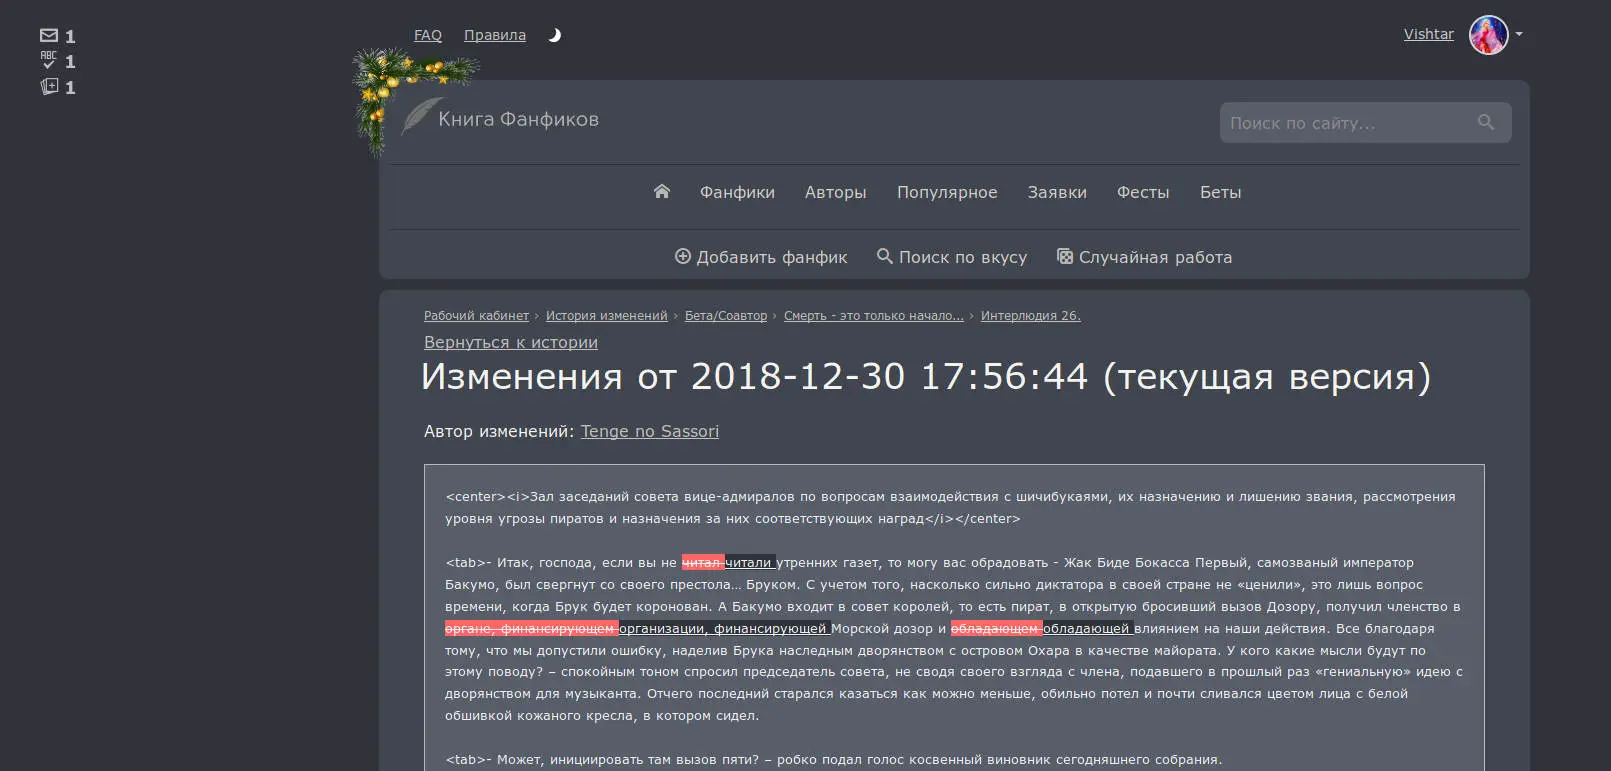 1
ABC
1
1
FAQ Правила
Vishtar
Книга Фанфиков
Поиск по сайту...
Фанфики Авторы Популярное Заявки Фесты Беты
Добавить фанфик Поиск по вкусу Случайная работа
Рабочий кабинет › История изменений › Бета/Соавтор › Смерть - это только начало... › Интерлюдия 26.
Вернуться к истории
Изменения от 2018-12-30 17:56:44 (текущая версия)
Автор изменений: Tenge no Sassori
<center><i>Зал заседаний совета вице-адмиралов по вопросам взаимодействия с шичибукаями, их назначению и лишению звания, рассмотрения
уровня угрозы пиратов и назначения за них соответствующих наград</i></center>
<tab>- Итак, господа, если вы не читал читали утренних газет, то могу вас обрадовать - Жак Биде Бокасса Первый, самозваный император
Бакумо, был свергнут со своего престола… Бруком. С учетом того, насколько сильно диктатора в своей стране не «ценили», это лишь вопрос
времени, когда Брук будет коронован. А Бакумо входит в совет королей, то есть пират, в открытую бросивший вызов Дозору, получил членство в
органе, финансирующем организации, финансирующей Морской дозор и обладающем обладающей влиянием на наши действия. Все благодаря
тому, что мы допустили ошибку, наделив Брука наследным дворянством с островом Охара в качестве майората. У кого какие мысли будут по
этому поводу? – спокойным тоном спросил председатель совета, не сводя своего взгляда с члена, подавшего в прошлый раз «гениальную» идею с
дворянством для музыканта. Отчего последний старался казаться как можно меньше, обильно потел и почти сливался цветом лица с белой
обшивкой кожаного кресла, в котором сидел.
<tab>- Может, инициировать там вызов пяти? – робко подал голос косвенный виновник сегодняшнего собрания.